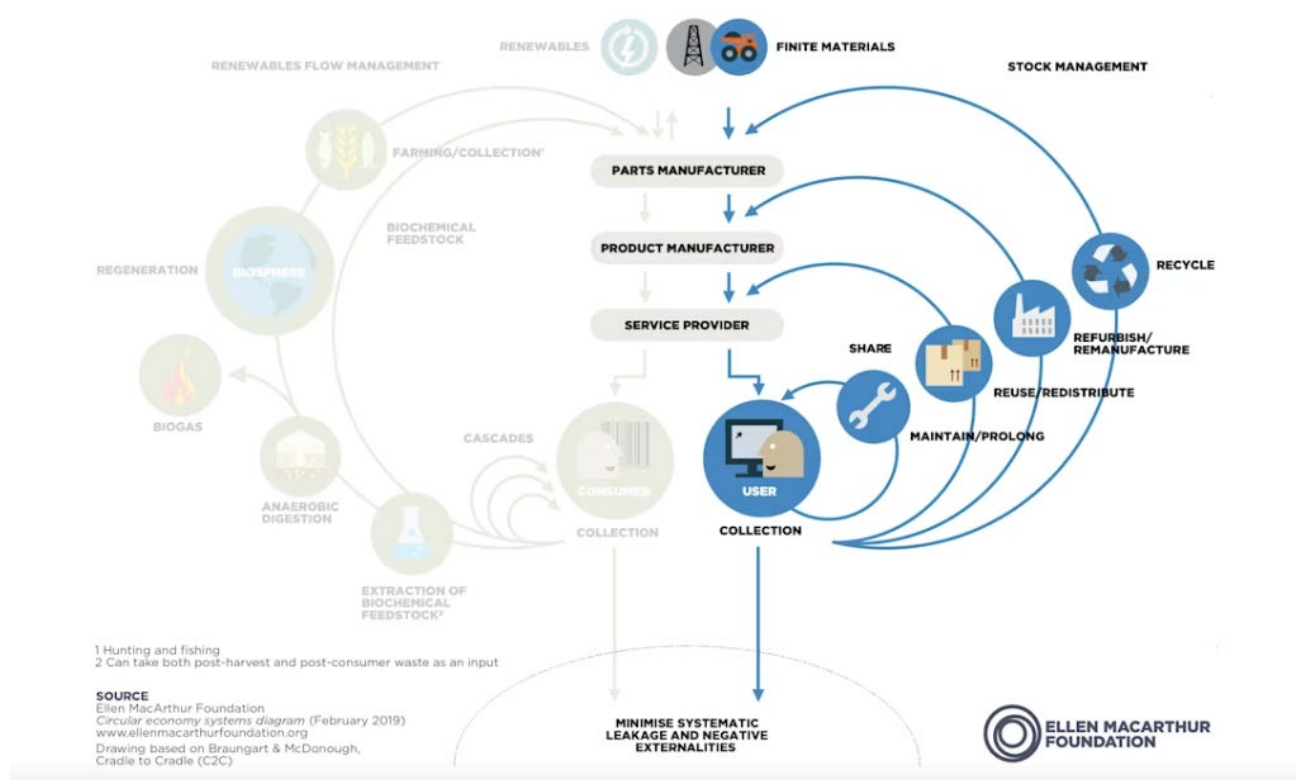 RENEWABLES
FINITE MATERIALS
RENEWABLES FLOW MANAGEMENT
STOCK MANAGEMENT
FARMING/COLLECTION¹
PARTS MANUFACTURER
BIOCHEMICAL
FEEDSTOCK
PRODUCT MANUFACTURER
REGENERATION
BIOSPHERE
RECYCLE
SERVICE PROVIDER
SHARE
REFURBISH/
REMANUFACTURE
REUSE/REDISTRIBUTE
BIOGAS
CASCADES
MAINTAIN/PROLONG
CONSUMER
USER
ANAEROBIC
DIGESTION
COLLECTION
COLLECTION
EXTRACTION OF
BIOCHEMICAL
FEEDSTOCK²
1 Hunting and fishing
2 Can take both post-harvest and post-consumer waste as an input
SOURCE
Ellen MacArthur Foundation
Circular economy systems diagram (February 2019)
www.ellenmacarthurfoundation.org
Drawing based on Braungart & McDonough,
Cradle to Cradle (C2C)
MINIMISE SYSTEMATIC
LEAKAGE AND NEGATIVE
EXTERNALITIES
ELLEN MACARTHUR
FOUNDATION